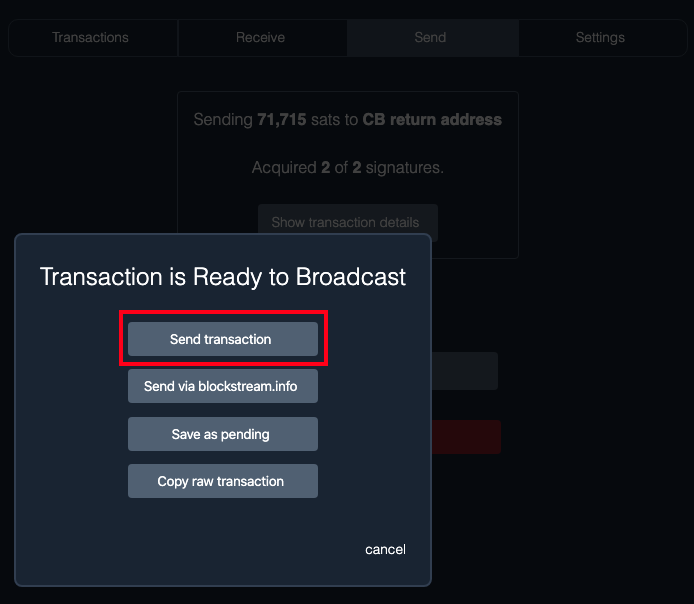 Transactions
Receive
Send
Settings
Sending 71,715 sats to CB return address
Acquired 2 of 2 signatures.
Show transaction details
Transaction is Ready to Broadcast
Send transaction
Send via blockstream.info
Save as pending
Copy raw transaction
cancel